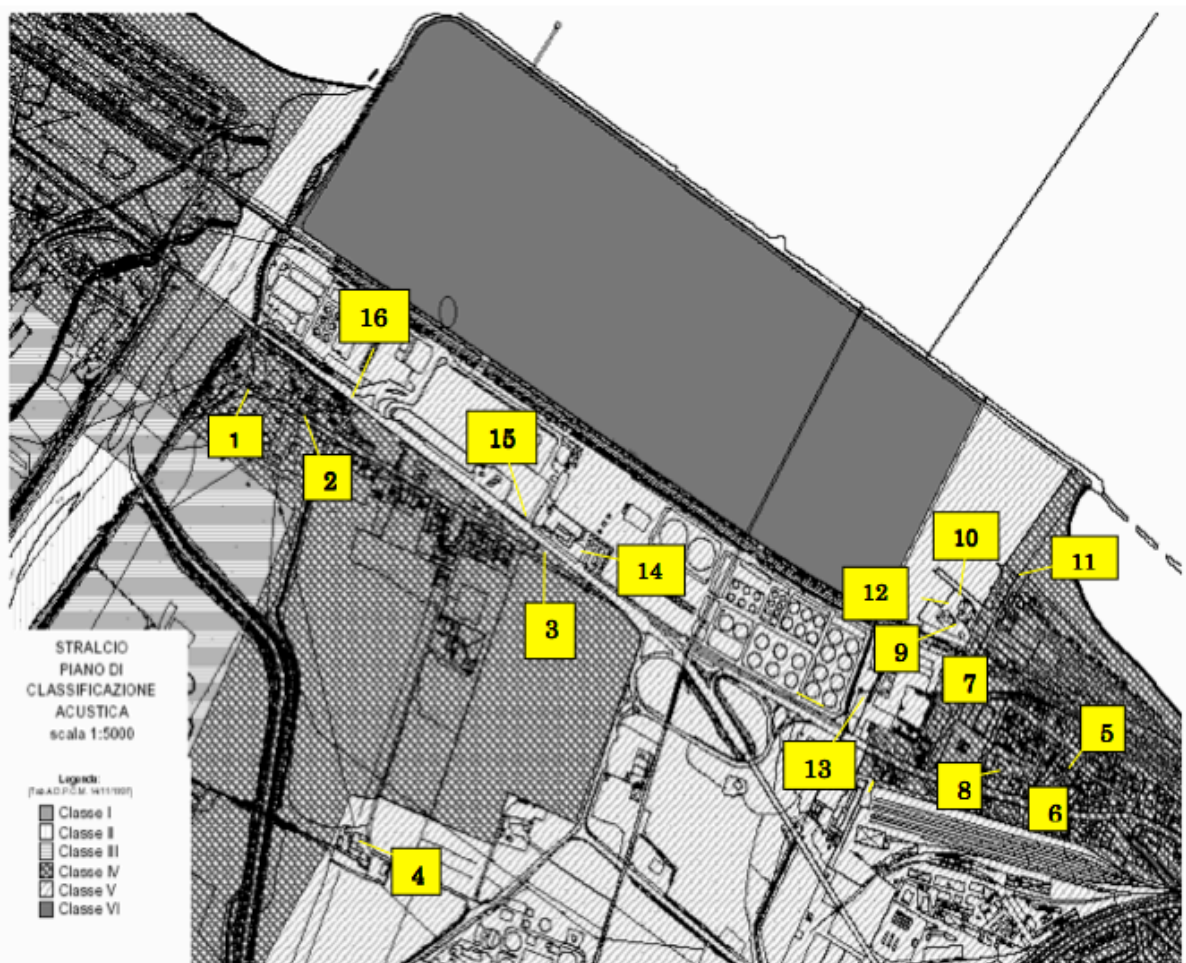 16
1
2
15
10
11
14
12
3
9
7
5
13
8
6
4
STRALCIO
PIANO DI
CLASSIFICAZIONE
ACUSTICA
scala 1:5000
Legenda:
Classe I
Classe II
Classe III
Classe IV
Classe V
Classe VI